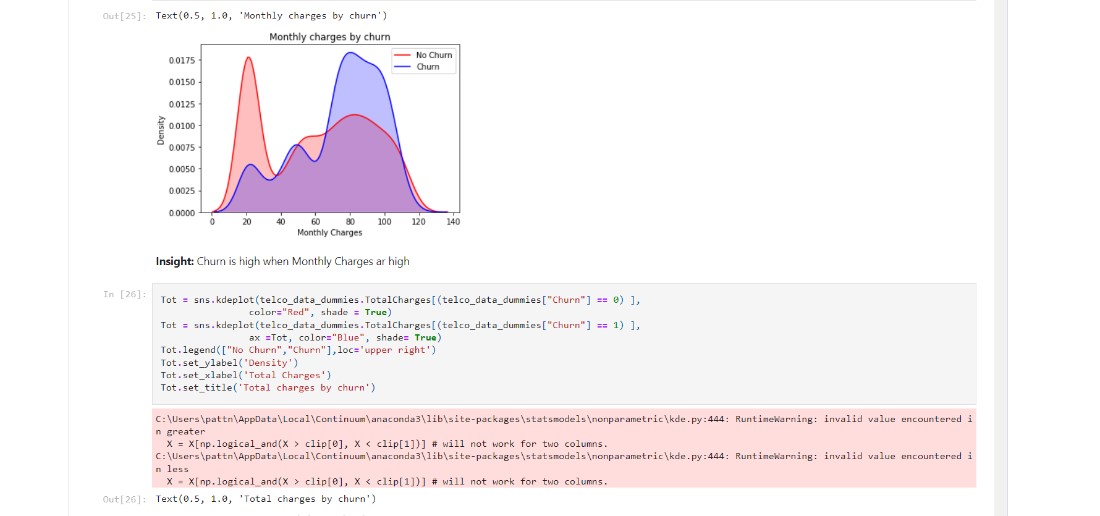 Out[25]: Text(0.5, 1.0, 'Monthly charges by churn')
Monthly charges by churn
No Churn
Churn
0.0175
0.0150
0.0125
0.0100
0.0075
0.0050
0.0025
0.0000
Density
0 20 40 60 80 100 120 140
Monthly Charges
Insight: Churn is high when Monthly Charges ar high
In [26]: Tot = sns.kdeplot(telco_data_dummies.TotalCharges[(telco_data_dummies["Churn"] == 0) ],
color="Red", shade = True)
Tot = sns.kdeplot(telco_data_dummies.TotalCharges[(telco_data_dummies["Churn"] == 1) ],
ax =Tot, color="Blue", shade= True)
Tot.legend(["No Churn","Churn"],loc='upper right')
Tot.set_ylabel('Density')
Tot.set_xlabel('Total Charges')
Tot.set_title('Total charges by churn')
C:\Users\pattn\AppData\Local\Continuum\anaconda3\lib\site-packages\statsmodels\nonparametric\kde.py:444: RuntimeWarning: invalid value encountered i
n greater
X = X[np.logical_and(X > clip[0], X < clip[1])] # will not work for two columns.
C:\Users\pattn\AppData\Local\Continuum\anaconda3\lib\site-packages\statsmodels\nonparametric\kde.py:444: RuntimeWarning: invalid value encountered i
n less
X = X[np.logical_and(X > clip[0], X < clip[1])] # will not work for two columns.
Out[26]: Text(0.5, 1.0, 'Total charges by churn')